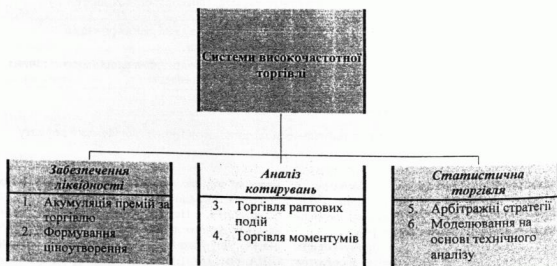 Системи високочастотної
торгівлі
Забезпечення
ліквідності
1. Акумуляція премій за
торгівлю
2. Формування
ціноутворення
Аналіз
котирувань
3. Торгівля раптових
подій
4. Торгівля моментумів
Статистична
торгівля
5. Арбітражні стратегії
6. Моделювання на
основі технічного
аналізу